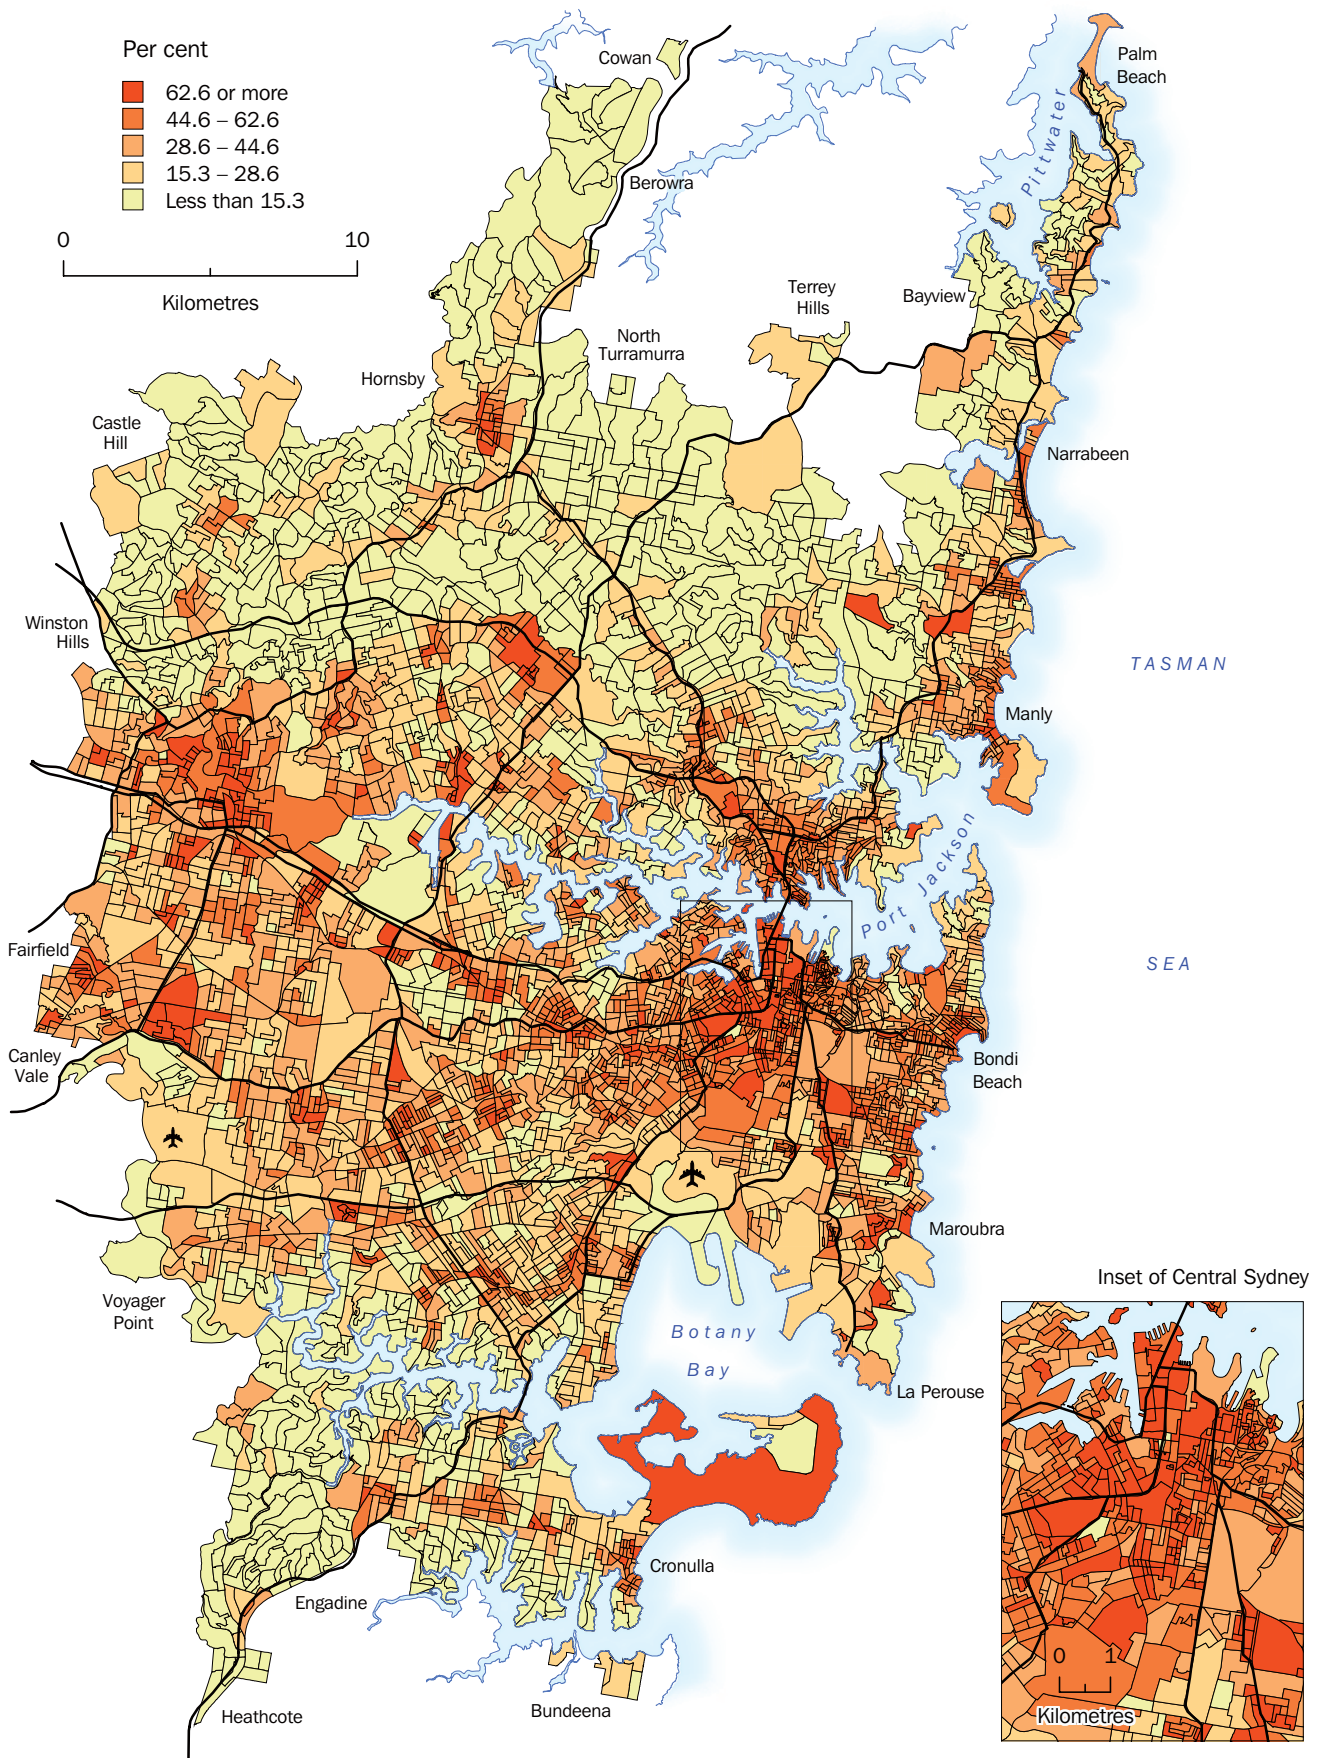 Per cent
62.6 or more
44.6 – 62.6
28.6 – 44.6
15.3 – 28.6
Less than 15.3
0 10
Kilometres
Cowan
Palm
Beach
Pittwater
Berowra
Terrey
Hills
Bayview
North
Turramurra
Hornsby
Castle
Hill
Narrabeen
Winston
Hills
TASMAN
Manly
Port Jackson
Fairfield
SEA
Canley
Vale
Bondi
Beach
Maroubra
Voyager
Point
Botany
Bay
La Perouse
Cronulla
Engadine
Bundeena
Heathcote
Inset of Central Sydney
0 1
Kilometres